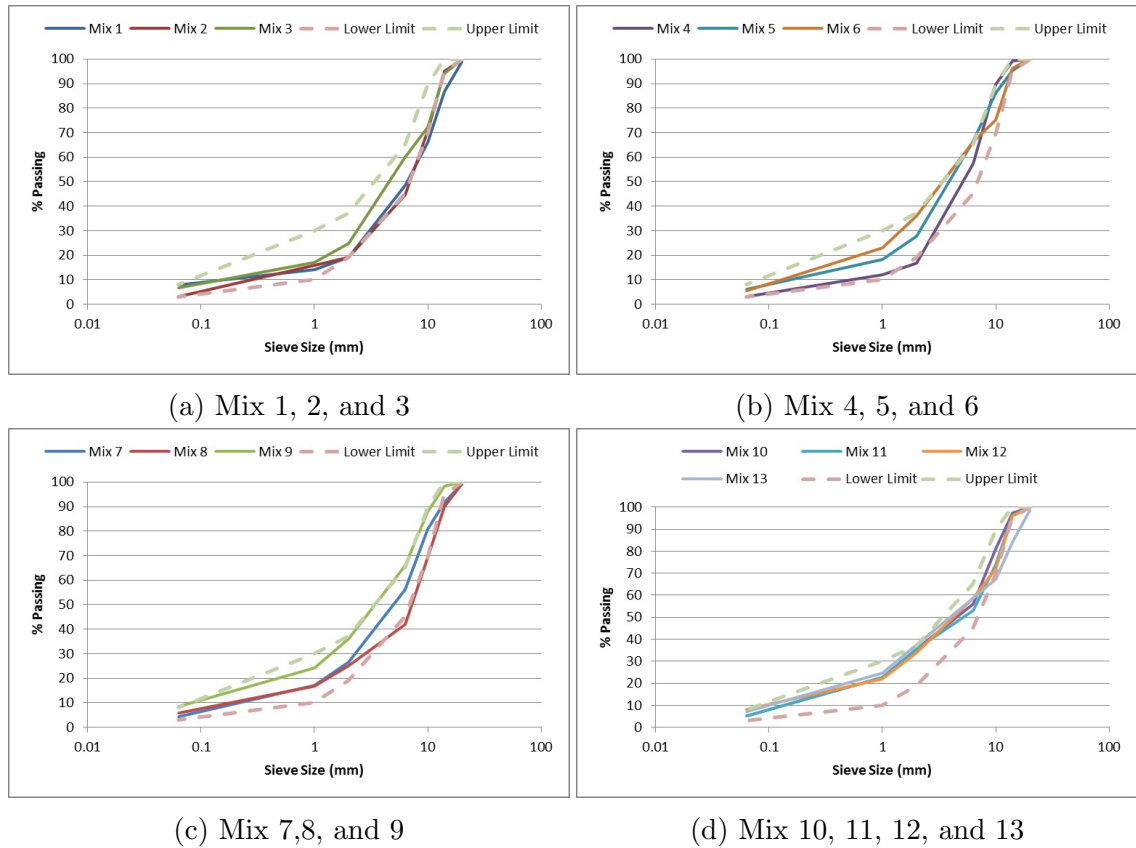 Mix 1 Mix 2 Mix 3 Lower Limit Upper Limit
100
90
80
70
60
50
40
30
20
10
0
% Passing
0.01 0.1 1 10 100
Sieve Size (mm)
(a) Mix 1, 2, and 3
Mix 4 Mix 5 Mix 6 Lower Limit Upper Limit
100
90
80
70
60
50
40
30
20
10
0
% Passing
0.01 0.1 1 10 100
Sieve Size (mm)
(b) Mix 4, 5, and 6
Mix 7 Mix 8 Mix 9 Lower Limit Upper Limit
100
90
80
70
60
50
40
30
20
10
0
% Passing
0.01 0.1 1 10 100
Sieve Size (mm)
(c) Mix 7,8, and 9
Mix 10 Mix 11 Mix 12
Mix 13 Lower Limit Upper Limit
100
90
80
70
60
50
40
30
20
10
0
% Passing
0.01 0.1 1 10 100
Sieve Size (mm)
(d) Mix 10, 11, 12, and 13